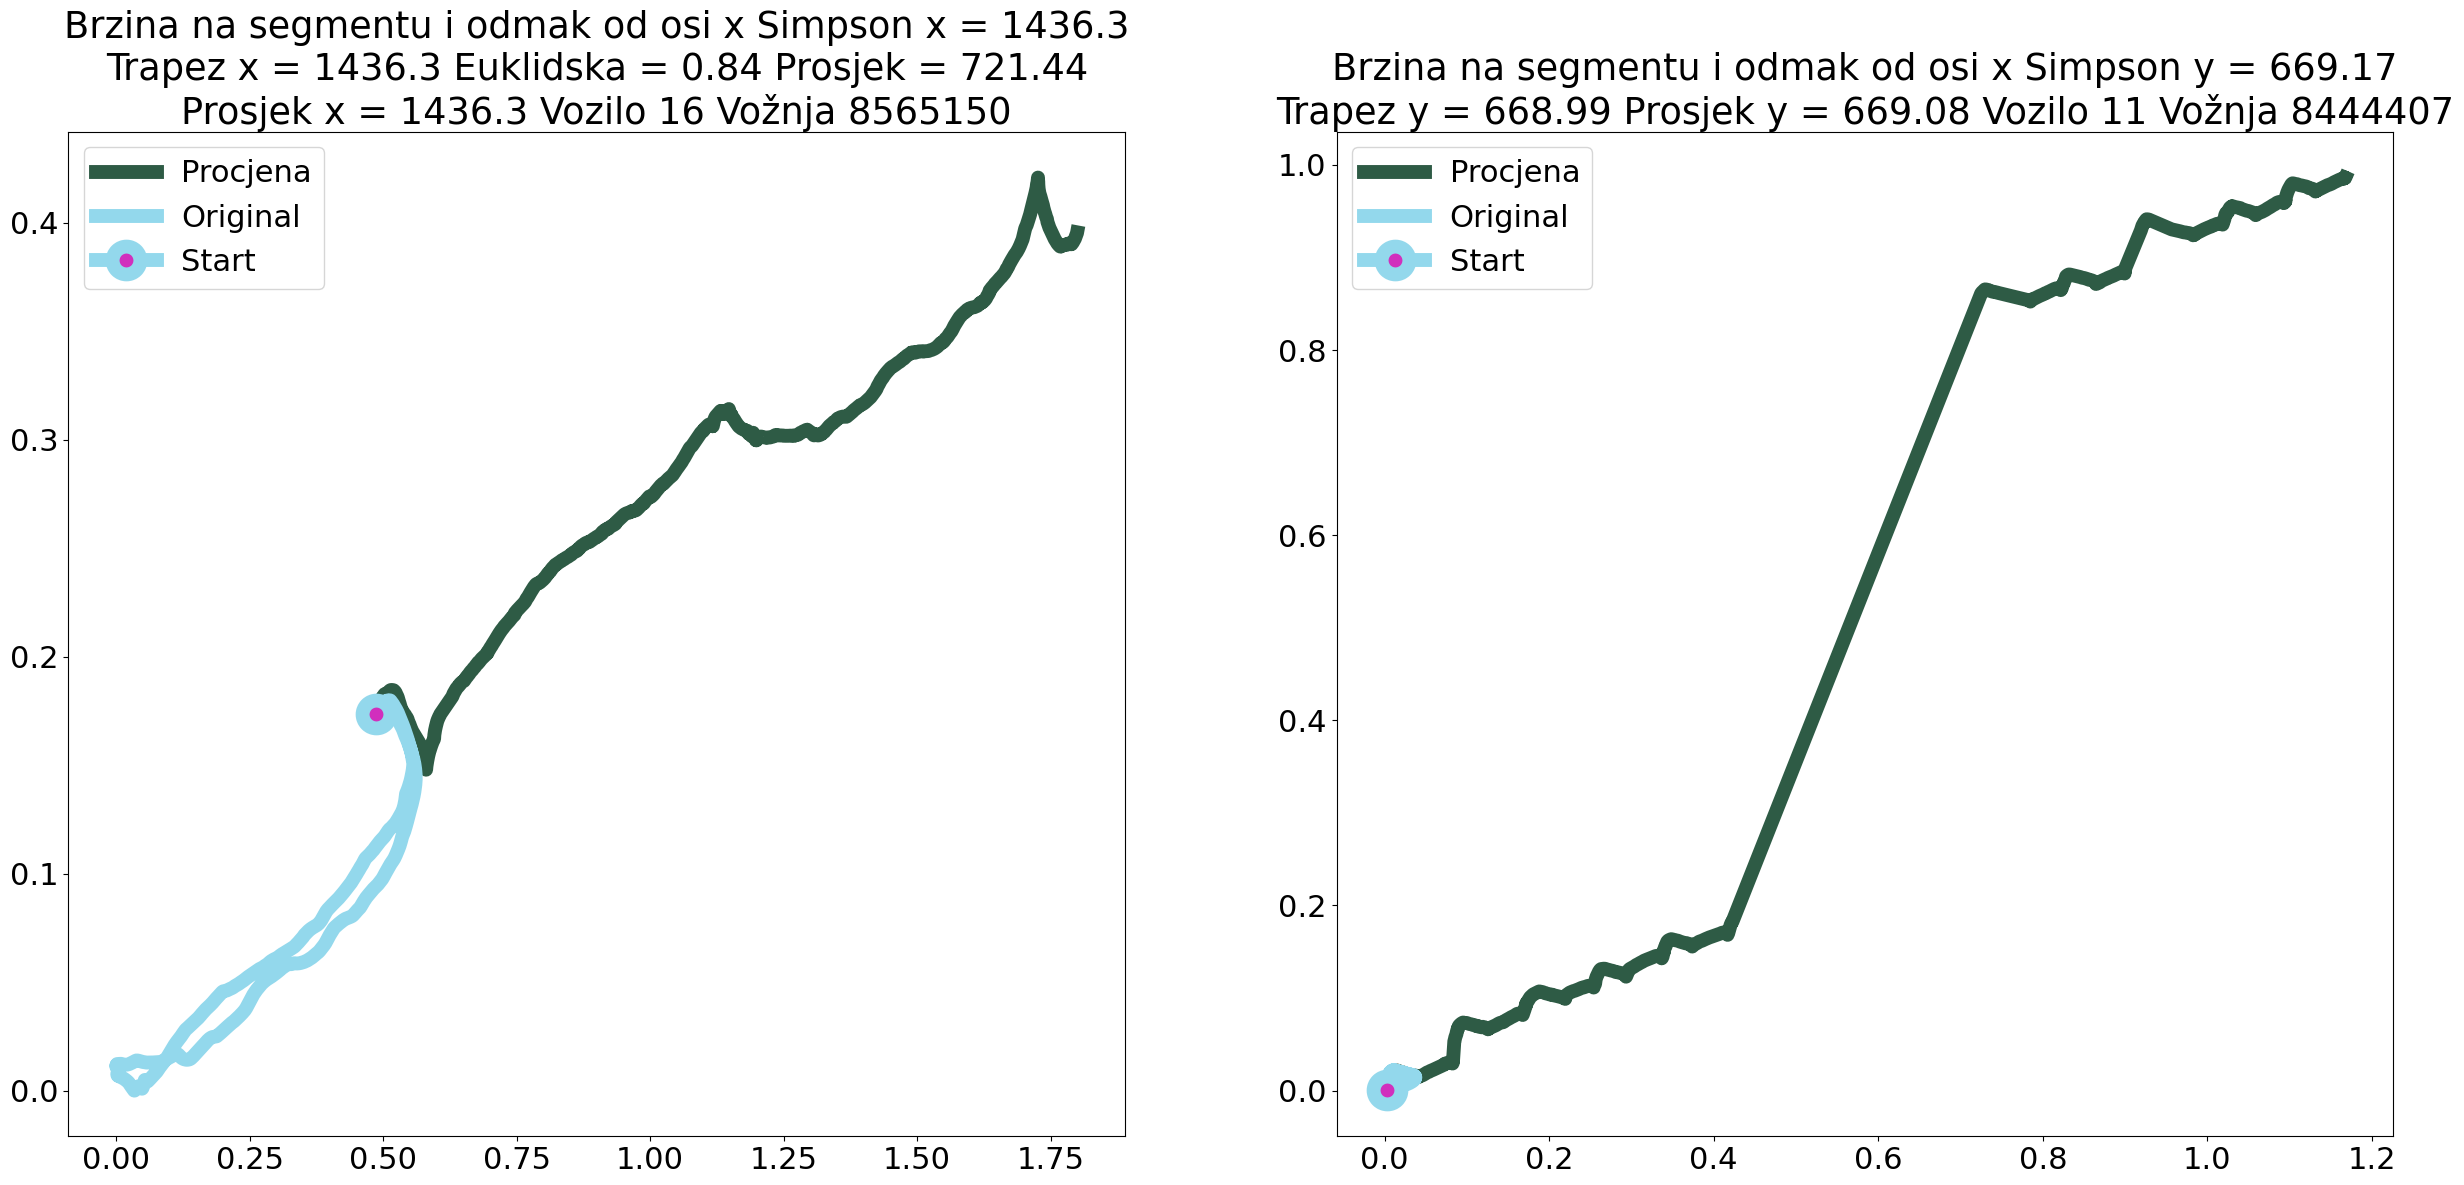 Brzina na segmentu i odmak od osi x Simpson x = 1436.3
Trapez x = 1436.3 Euklidska = 0.84 Prosjek = 721.44
Prosjek x = 1436.3 Vozilo 16 Vožnja 8565150
Procjena
Original
Start
0.4
0.3
0.2
0.1
0.0
0.00 0.25 0.50 0.75 1.00 1.25 1.50 1.75
Brzina na segmentu i odmak od osi x Simpson y = 669.17
Trapez y = 668.99 Prosjek y = 669.08 Vozilo 11 Vožnja 8444407
Procjena
Original
Start
1.0
0.8
0.6
0.4
0.2
0.0
0.0 0.2 0.4 0.6 0.8 1.0 1.2